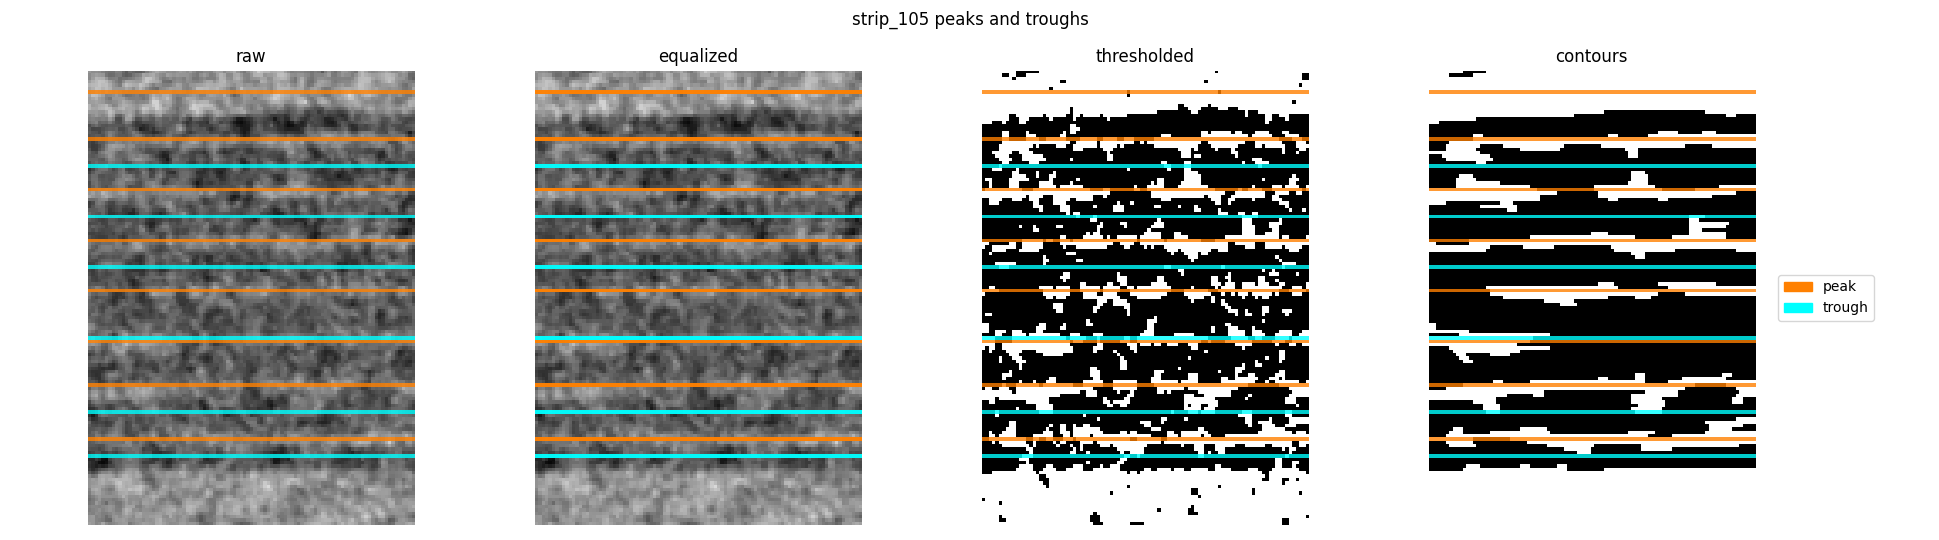 strip_105 peaks and troughs
raw
equalized
thresholded
contours
peak
trough